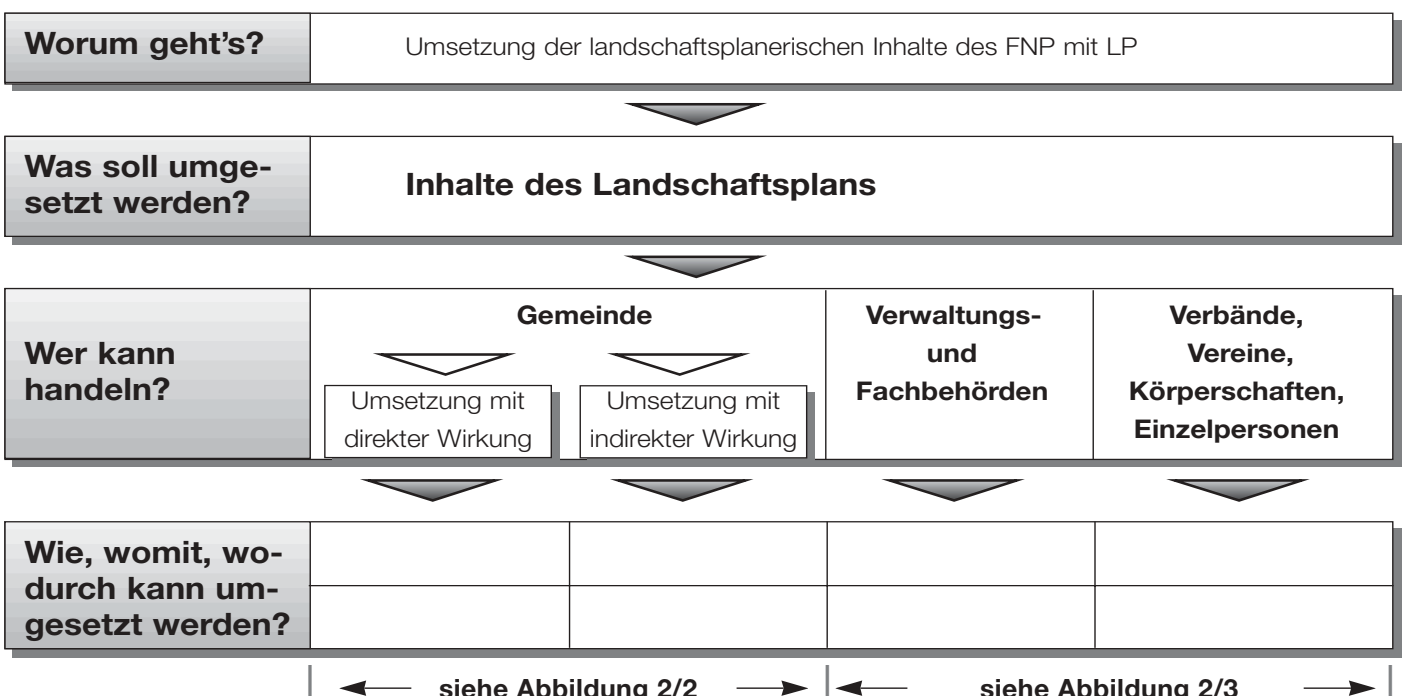 Worum geht's?
Umsetzung der landschaftsplanerischen Inhalte des FNP mit LP
Was soll umge-
setzt werden?
Inhalte des Landschaftsplans
Wer kann
handeln?
Gemeinde
Umsetzung mit
direkter Wirkung
Umsetzung mit
indirekter Wirkung
Verwaltungs-
und
Fachbehörden
Verbände,
Vereine,
Körperschaften,
Einzelpersonen
Wie, womit, wo-
durch kann um-
gesetzt werden?
siehe Abbildung 2/2
siehe Abbildung 2/3